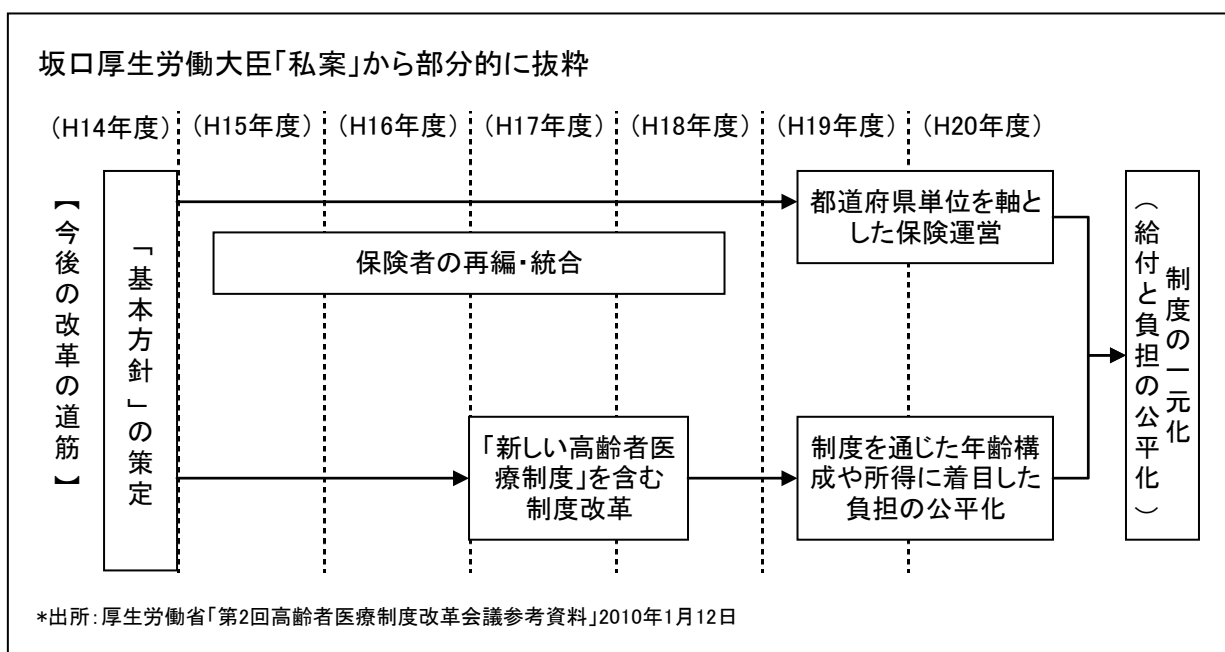 坂口厚生労働大臣「私案」から部分的に抜粋
(H14年度) (H15年度) (H16年度) (H17年度) (H18年度) (H19年度) (H20年度)
【今後の改革の道筋】
「基本方針」の策定
都道府県単位を軸と
した保険運営
保険者の再編・統合
「新しい高齢者医
療制度」を含む
制度改革
制度を通じた年齢構
成や所得に着目した
負担の公平化
制度の一元化
(給付と負担の公平化)
*出所:厚生労働省「第2回高齢者医療制度改革会議参考資料」2010年1月12日